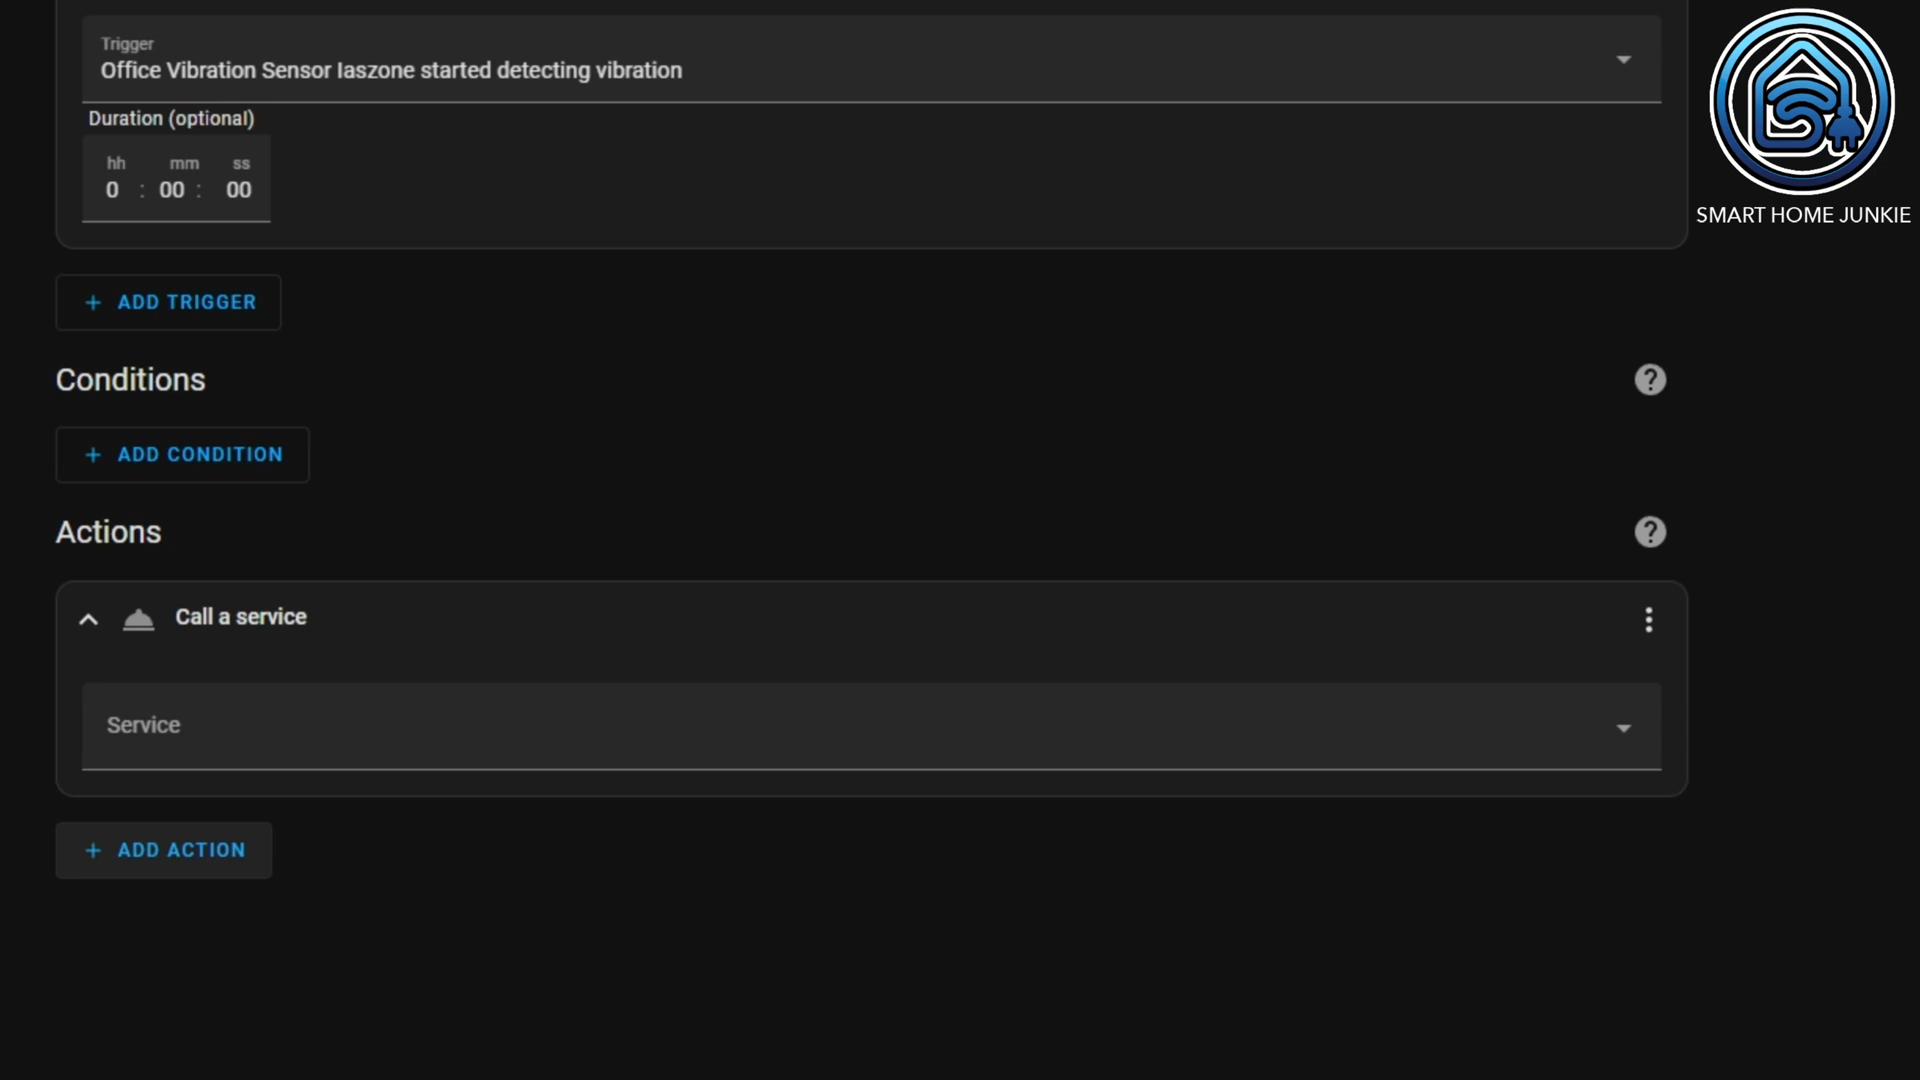 Trigger
Office Vibration Sensor Iaszone started detecting vibration
Duration (optional)
hh mm ss
0 : 00 : 00
SMART HOME JUNKIE
+ ADD TRIGGER
Conditions
?
+ ADD CONDITION
Actions
?
Call a service
Service
+ ADD ACTION